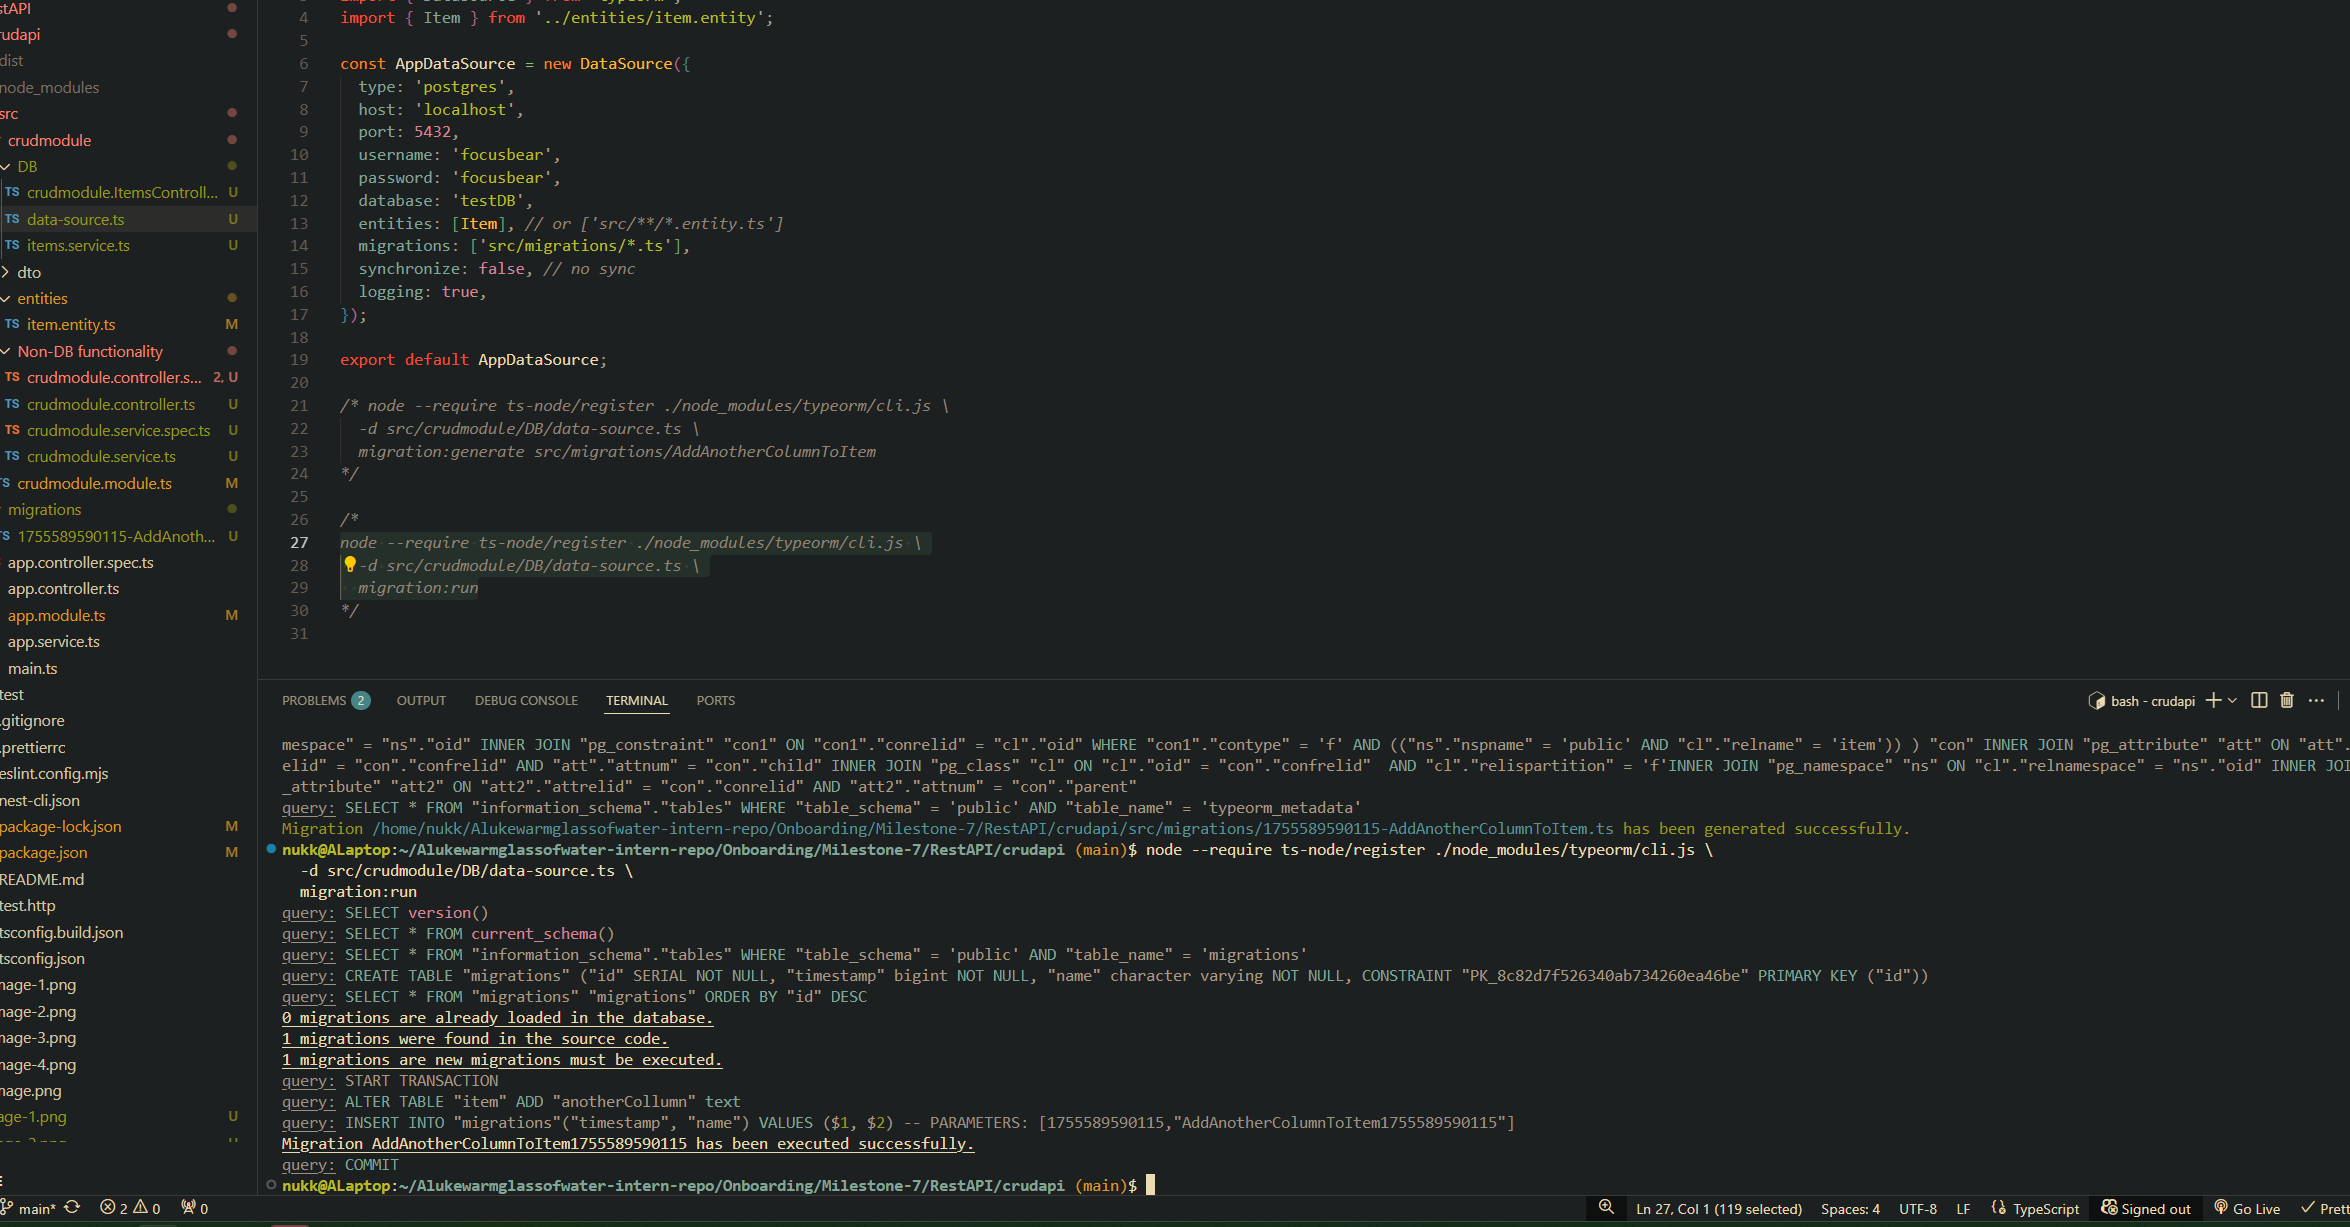 stAPI
rudapi
dist
node_modules
src
crudmodule
DB
TS crudmodule.ItemsControll... U
TS data-source.ts U
TS items.service.ts U
dto
entities
TS item.entity.ts M
Non-DB functionality
TS crudmodule.controller.s... 2, U
TS crudmodule.controller.ts U
TS crudmodule.service.spec.ts U
TS crudmodule.service.ts U
TS crudmodule.module.ts M
migrations
TS 1755589590115-AddAnoth... U
app.controller.spec.ts
app.controller.ts
app.module.ts M
app.service.ts
main.ts
test
.gitignore
.prettierrc
eslint.config.mjs
nest-cli.json
package-lock.json M
package.json M
README.md
test.http
tsconfig.build.json
tsconfig.json
mage-1.png
mage-2.png
mage-3.png
mage-4.png
mage.png
age-1.png U
4 import { Item } from '../entities/item.entity';
5
6 const AppDataSource = new DataSource({
7 type: 'postgres',
8 host: 'localhost',
9 port: 5432,
10 username: 'focusbear',
11 password: 'focusbear',
12 database: 'testDB',
13 entities: [Item], // or ['src/**/*.entity.ts']
14 migrations: ['src/migrations/*.ts'],
15 synchronize: false, // no sync
16 logging: true,
17 });
18
19 export default AppDataSource;
20
21 /* node --require ts-node/register ./node_modules/typeorm/cli.js \
22 -d src/crudmodule/DB/data-source.ts \
23 migration:generate src/migrations/AddAnotherColumnToItem
24 */
25
26 /*
27 node --require ts-node/register ./node_modules/typeorm/cli.js \
28 -d src/crudmodule/DB/data-source.ts \
29 migration:run
30 */
31
PROBLEMS 2 OUTPUT DEBUG CONSOLE TERMINAL PORTS
bash - crudapi
mespace" = "ns"."oid" INNER JOIN "pg_constraint" "con1" ON "con1"."conrelid" = "cl"."oid" WHERE "con1"."contype" = 'f' AND (("ns"."nspname" = 'public' AND "cl"."relname" = 'item')) ) "con" INNER JOIN "pg_attribute" "att" ON "att".
elid" = "con"."confrelid" AND "att"."attnum" = "con"."child" INNER JOIN "pg_class" "cl" ON "cl"."oid" = "con"."confrelid"  AND "cl"."relispartition" = 'f'INNER JOIN "pg_namespace" "ns" ON "cl"."relnamespace" = "ns"."oid" INNER JOI
_attribute" "att2" ON "att2"."attrelid" = "con"."conrelid" AND "att2"."attnum" = "con"."parent"
query: SELECT * FROM "information_schema"."tables" WHERE "table_schema" = 'public' AND "table_name" = 'typeorm_metadata'
Migration /home/nukk/Alukewarmglassofwater-intern-repo/Onboarding/Milestone-7/RestAPI/crudapi/src/migrations/1755589590115-AddAnotherColumnToItem.ts has been generated successfully.
nukk@ALaptop:~/Alukewarmglassofwater-intern-repo/Onboarding/Milestone-7/RestAPI/crudapi (main)$ node --require ts-node/register ./node_modules/typeorm/cli.js \
-d src/crudmodule/DB/data-source.ts \
migration:run
query: SELECT version()
query: SELECT * FROM current_schema()
query: SELECT * FROM "information_schema"."tables" WHERE "table_schema" = 'public' AND "table_name" = 'migrations'
query: CREATE TABLE "migrations" ("id" SERIAL NOT NULL, "timestamp" bigint NOT NULL, "name" character varying NOT NULL, CONSTRAINT "PK_8c82d7f526340ab734260ea46be" PRIMARY KEY ("id"))
query: SELECT * FROM "migrations" "migrations" ORDER BY "id" DESC
0 migrations are already loaded in the database.
1 migrations were found in the source code.
1 migrations are new migrations must be executed.
query: START TRANSACTION
query: ALTER TABLE "item" ADD "anotherCollumn" text
query: INSERT INTO "migrations"("timestamp", "name") VALUES ($1, $2) -- PARAMETERS: [1755589590115,"AddAnotherColumnToItem1755589590115"]
Migration AddAnotherColumnToItem1755589590115 has been executed successfully.
query: COMMIT
nukk@ALaptop:~/Alukewarmglassofwater-intern-repo/Onboarding/Milestone-7/RestAPI/crudapi (main)$
main* 2 0 0 Ln 27, Col 1 (119 selected) Spaces: 4 UTF-8 LF TypeScript Signed out Go Live Prett